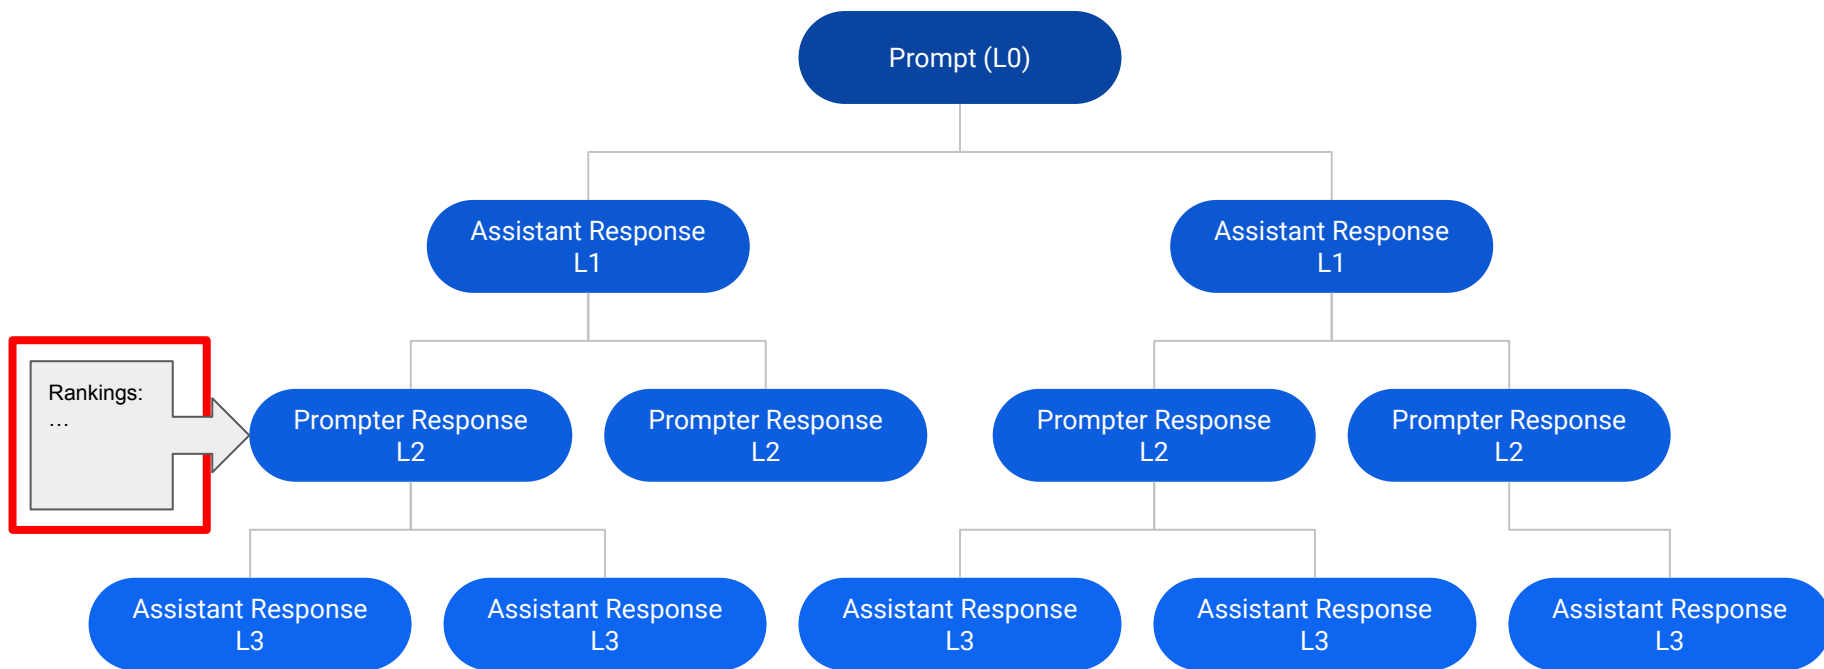 Prompt (L0)
Assistant Response
L1
Assistant Response
L1
Rankings:
…
Prompter Response
L2
Prompter Response
L2
Prompter Response
L2
Prompter Response
L2
Assistant Response
L3
Assistant Response
L3
Assistant Response
L3
Assistant Response
L3
Assistant Response
L3